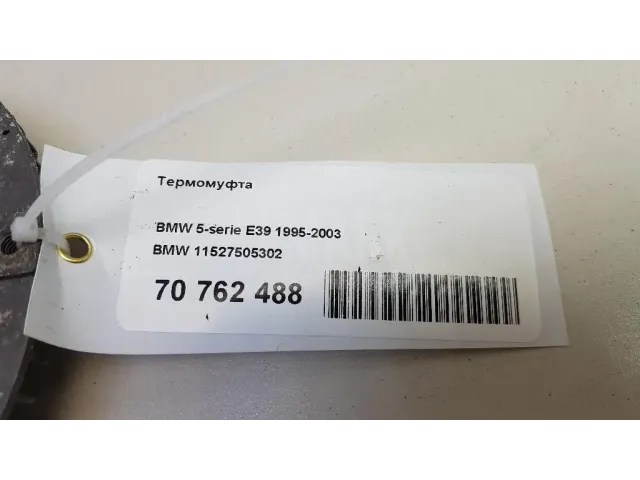 Термомуфта
BMW 5-serie E39 1995-2003
BMW 11527505302
70 762 488